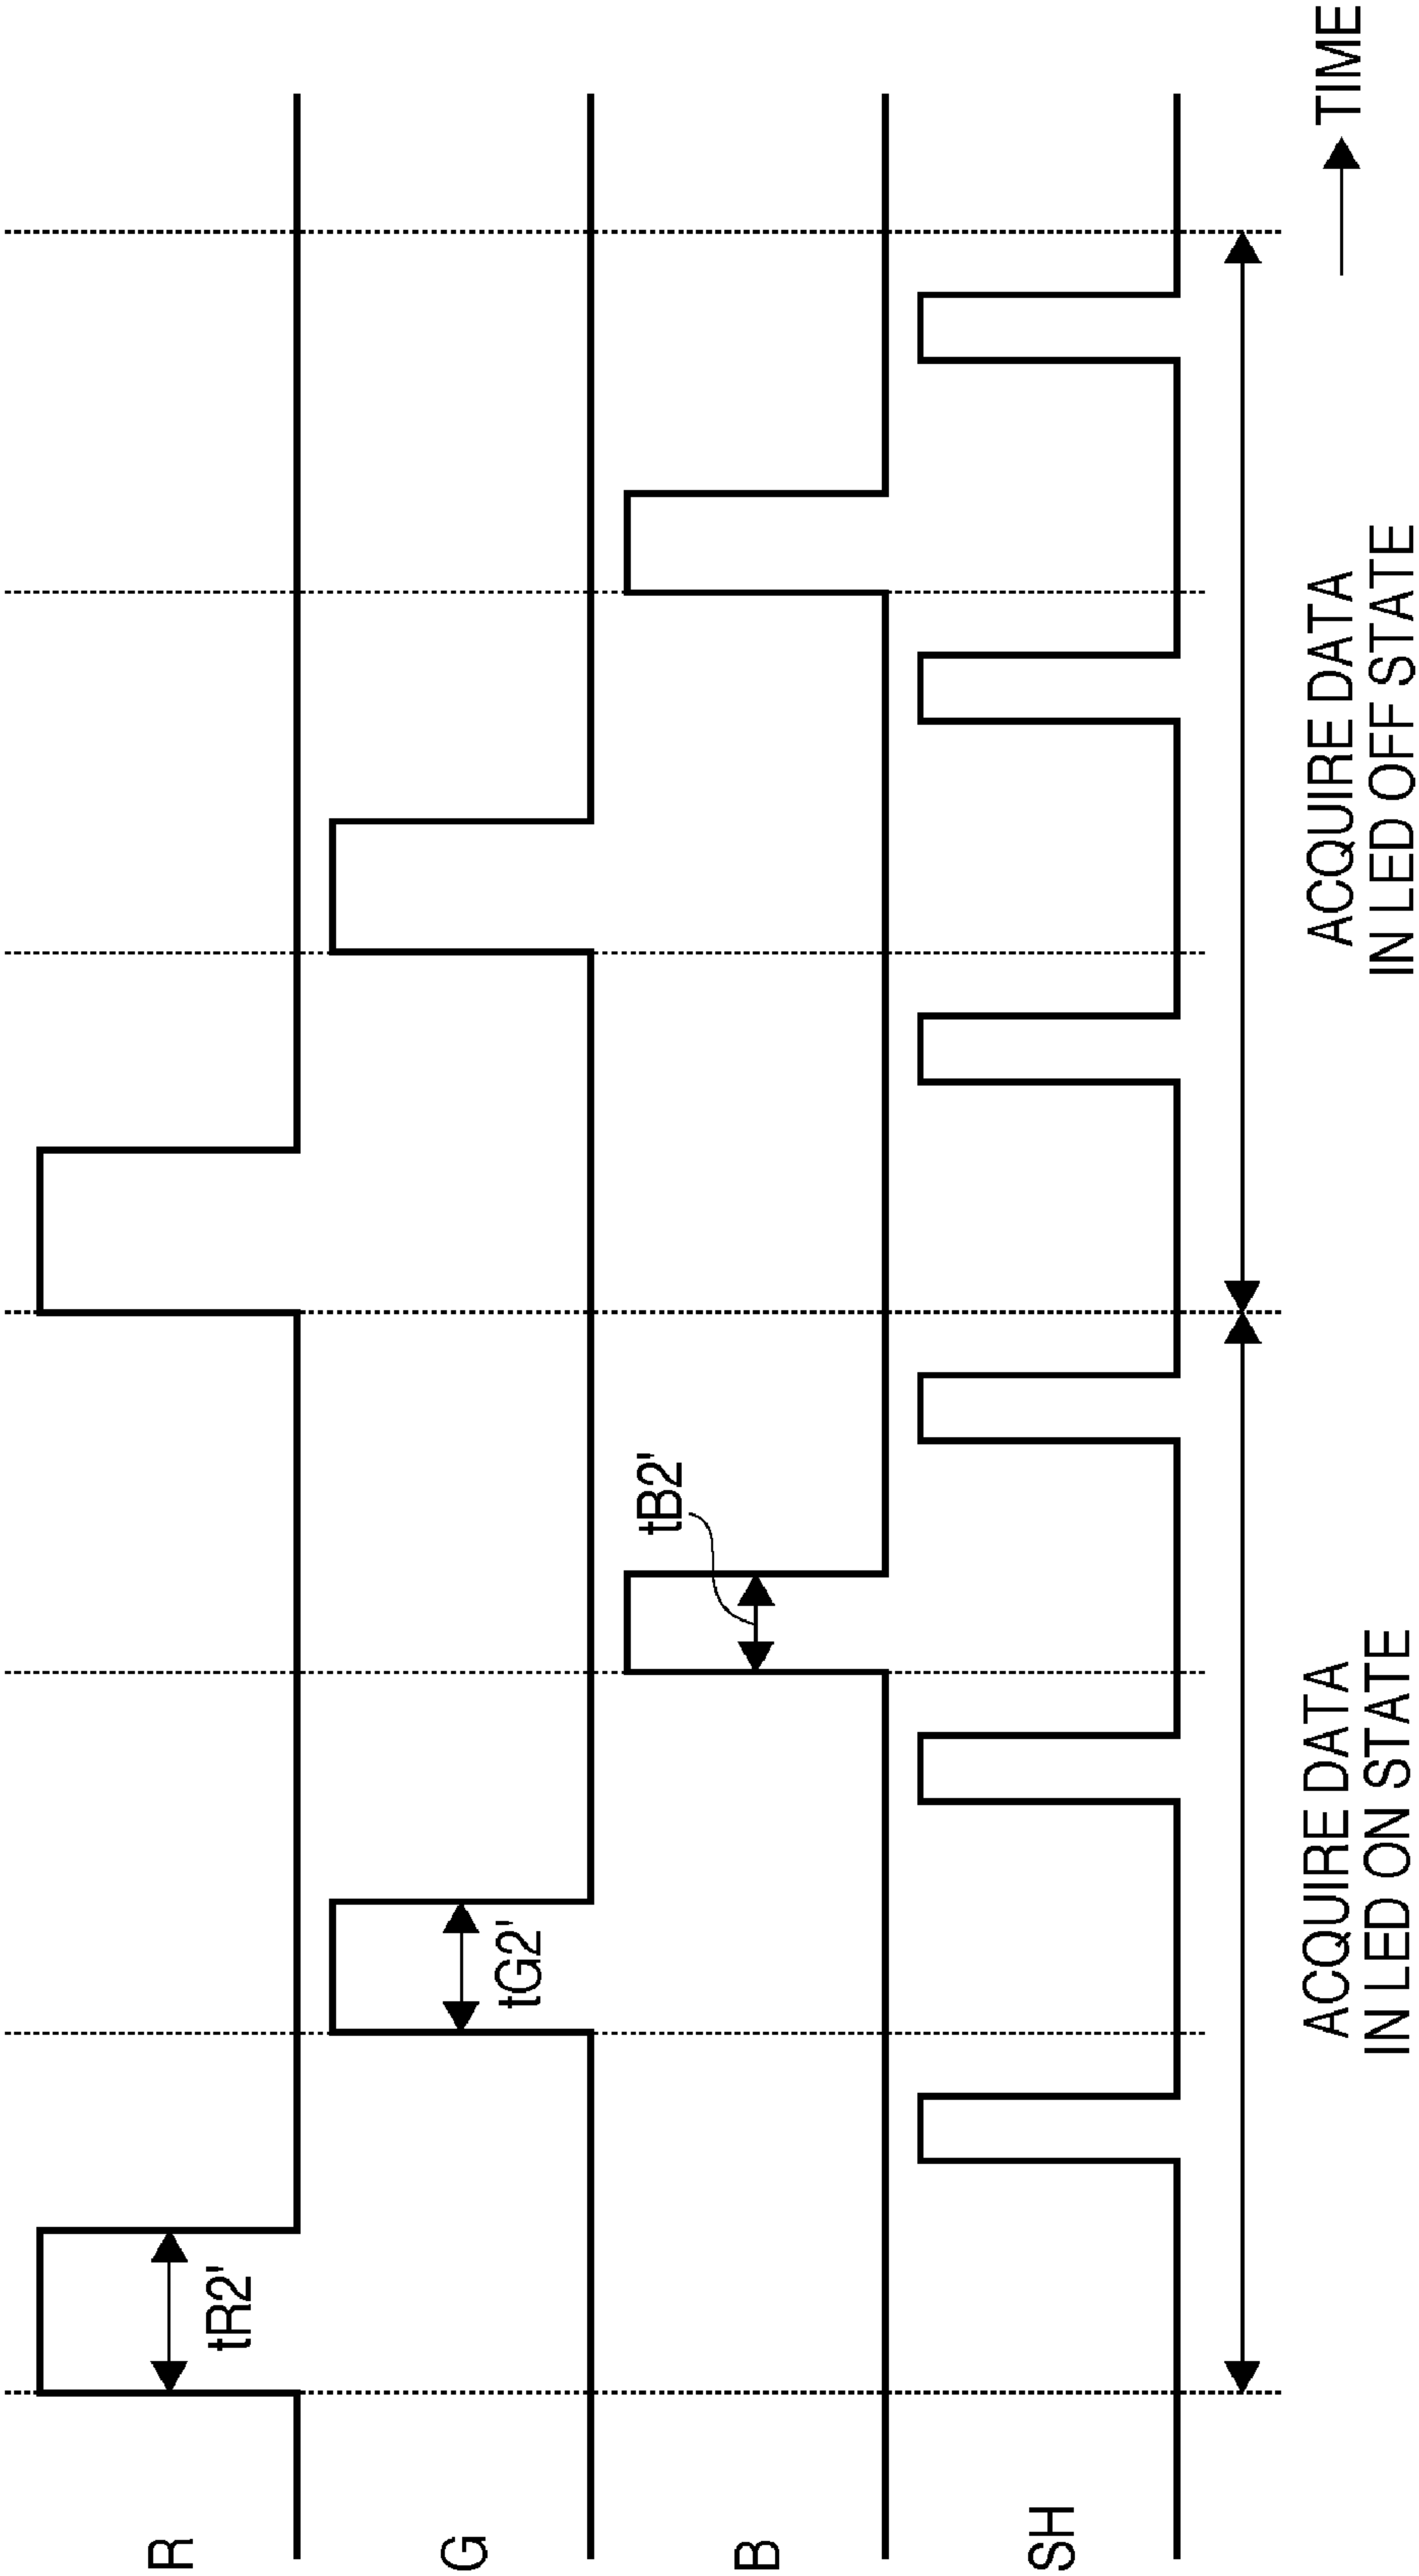 R
tR2'
G
tG2'
B
tB2'
SH
ACQUIRE DATA
IN LED ON STATE
ACQUIRE DATA
IN LED OFF STATE
TIME